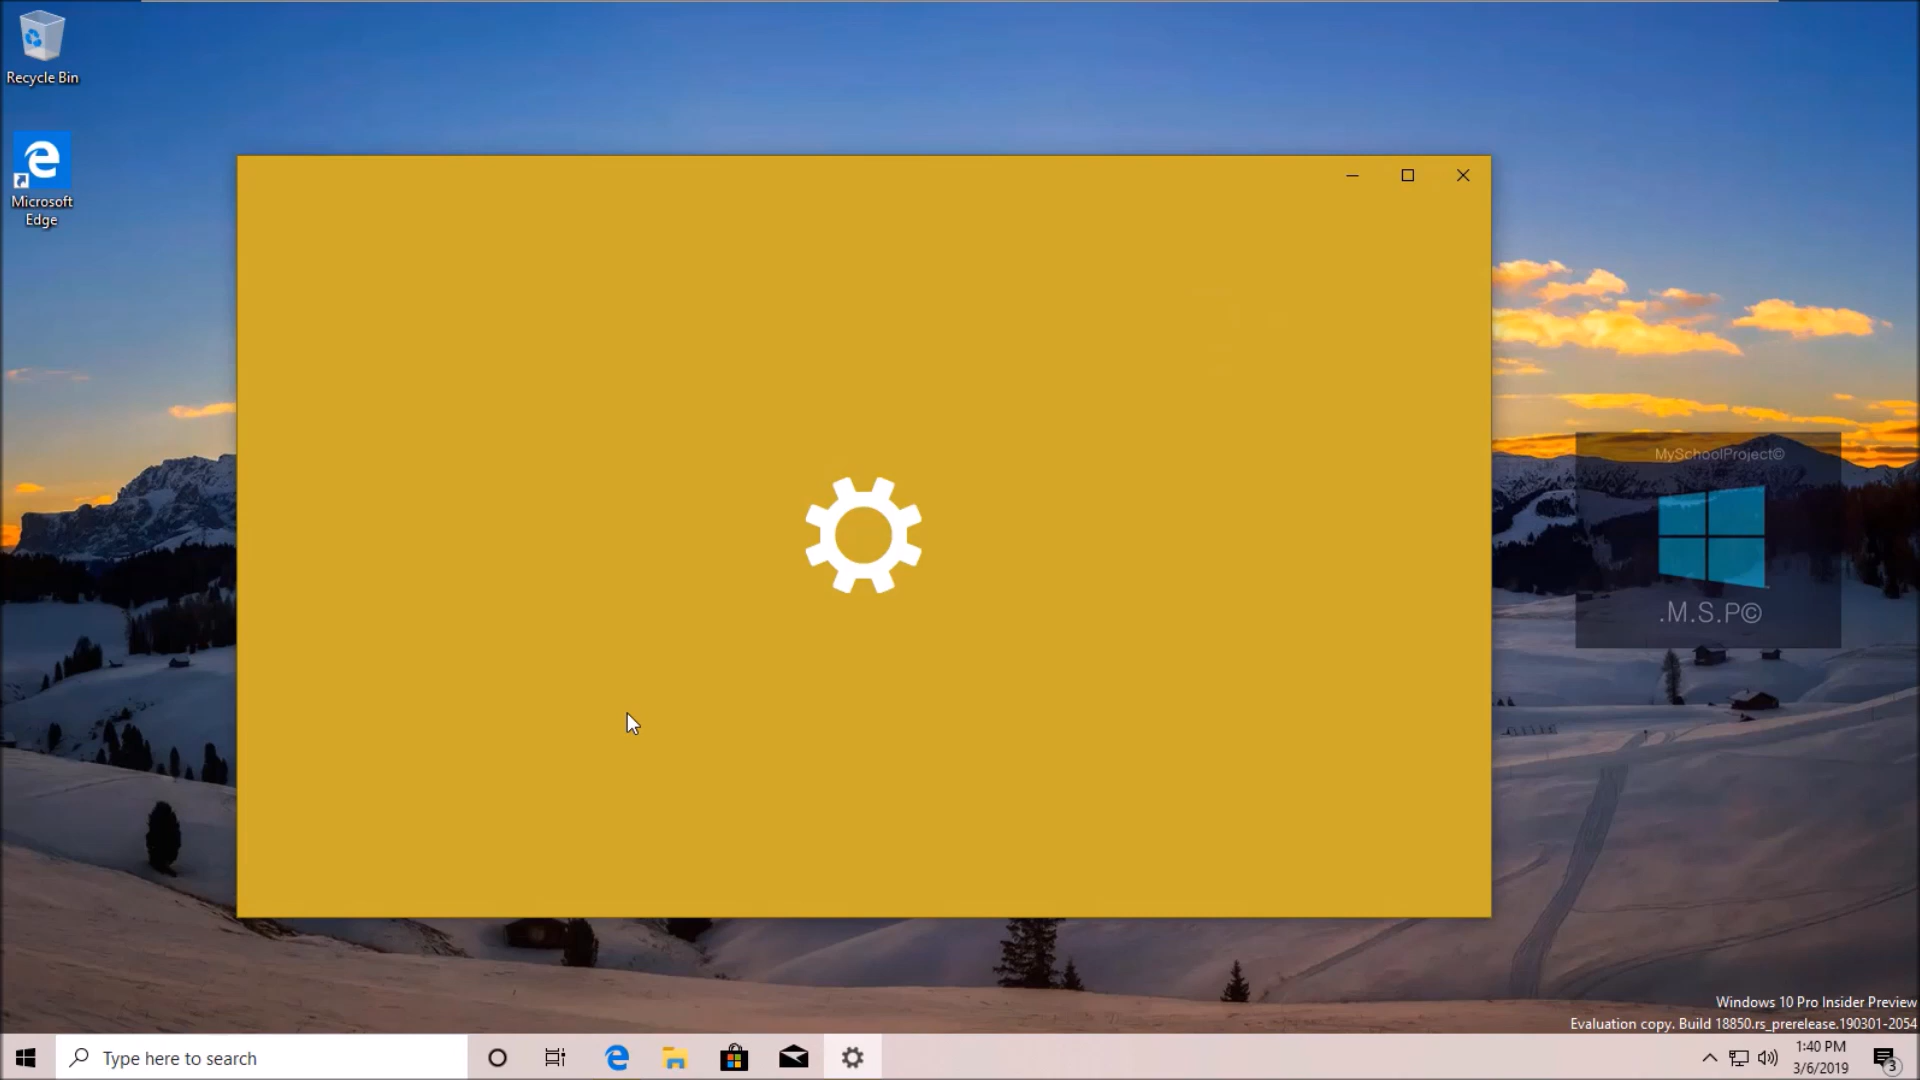 Recycle Bin
Microsoft
Edge
MySchoolProject©
.M.S.P©
Windows 10 Pro Insider Preview
Evaluation copy. Build 18850.rs_prerelease.190301-2054
Type here to search
1:40 PM
3/6/2019
3